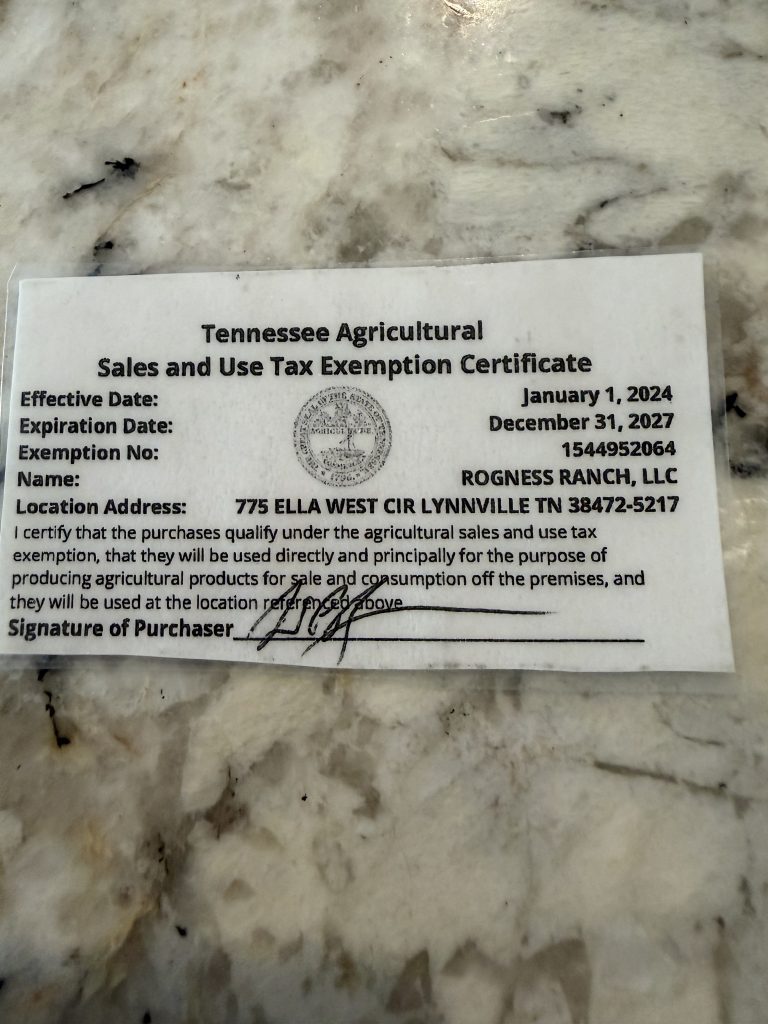 Tennessee Agricultural
Sales and Use Tax Exemption Certificate
Effective Date: January 1, 2024
Expiration Date: December 31, 2027
Exemption No: 1544952064
Name: ROGNESS RANCH, LLC
Location Address: 775 ELLA WEST CIR LYNNVILLE TN 38472-5217
AGRICULTURE
COMMERCE
1796
I certify that the purchases qualify under the agricultural sales and use tax
exemption, that they will be used directly and principally for the purpose of
producing agricultural products for sale and consumption off the premises, and
they will be used at the location referenced above
Signature of Purchaser